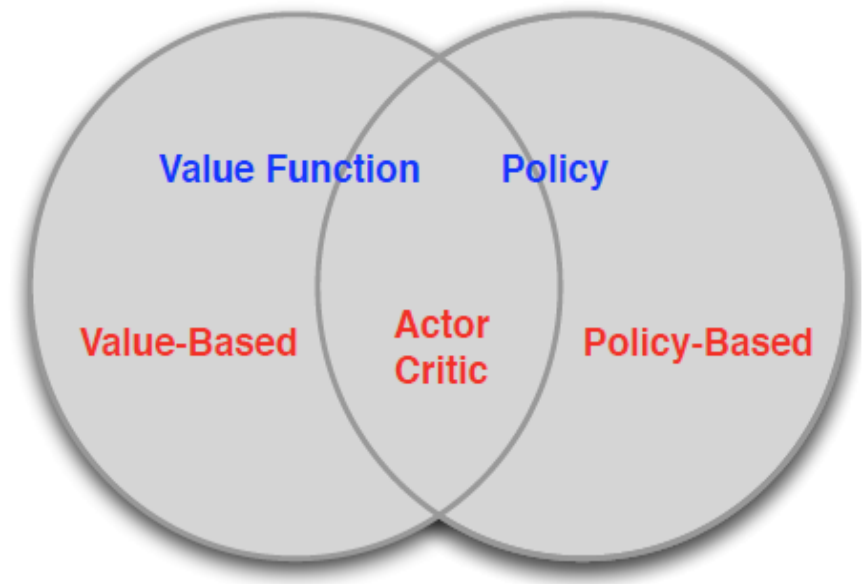 Value Function
Policy
Value-Based
Actor
Critic
Policy-Based